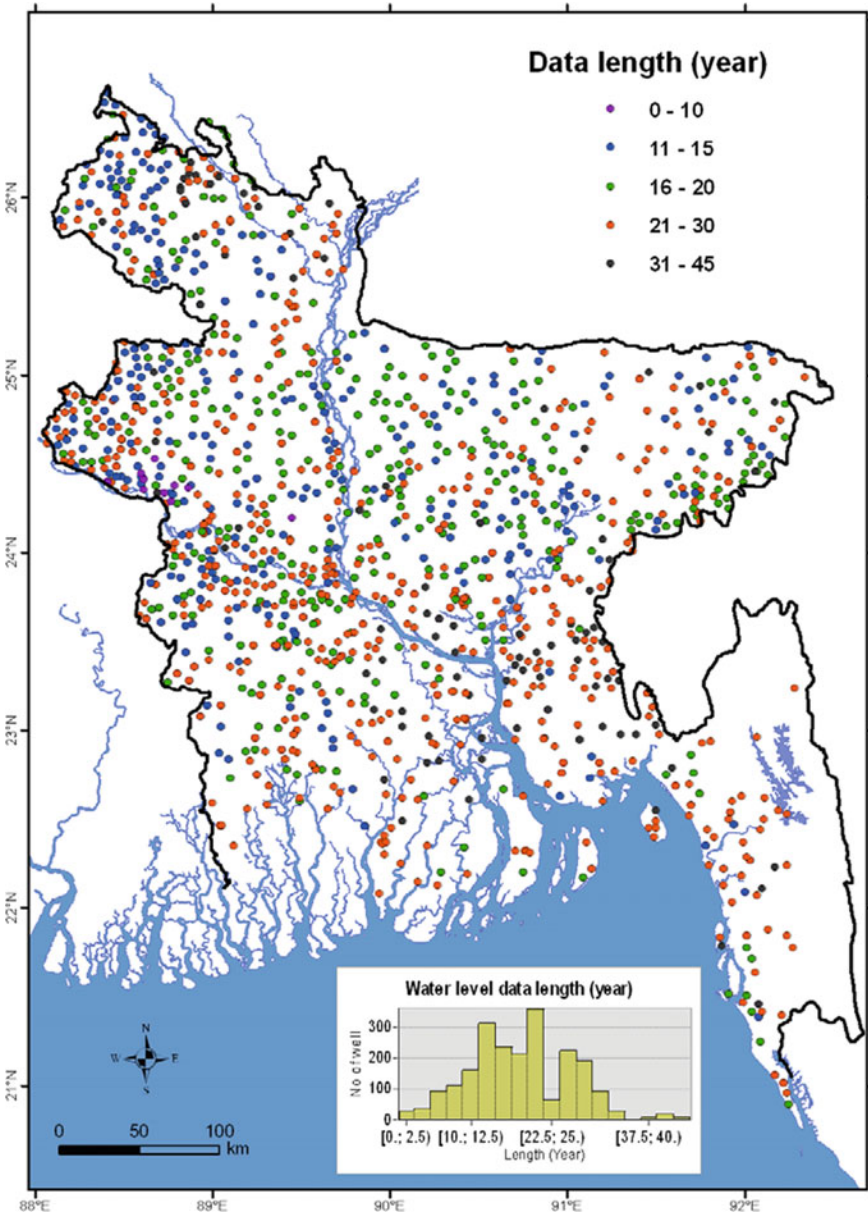 Data length (year)
0 - 10
11 - 15
16 - 20
21 - 30
31 - 45
26°N
25°N
24°N
23°N
22°N
21°N
Water level data length (year)
No of well
300
200
100
0
[0.; 2.5) [10.; 12.5) [22.5; 25.) [37.5; 40.)
Length (Year)
N
W E
S
0 50 100
km
88°E 89°E 90°E 91°E 92°E